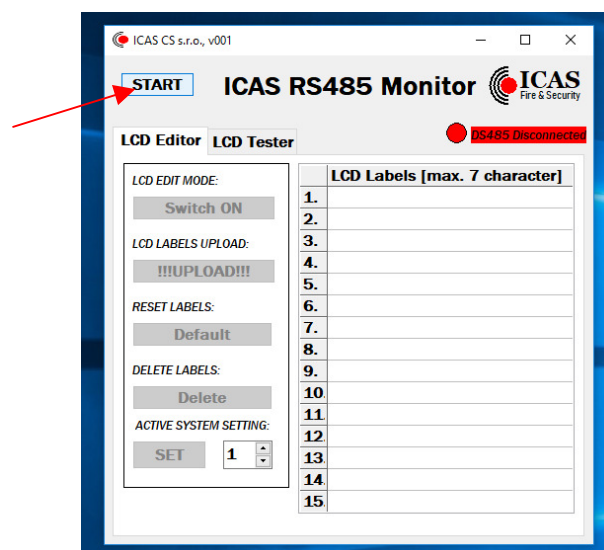 ICAS CS s.r.o., v001
START
ICAS RS485 Monitor
ICAS
Fire & Security
DS485 Disconnected
LCD Editor
LCD Tester
LCD EDIT MODE:
Switch ON
LCD LABELS UPLOAD:
!!!UPLOAD!!!
RESET LABELS:
Default
DELETE LABELS:
Delete
ACTIVE SYSTEM SETTING:
SET
1
LCD Labels [max. 7 character]
1.
2.
3.
4.
5.
6.
7.
8.
9.
10.
11.
12.
13.
14.
15.